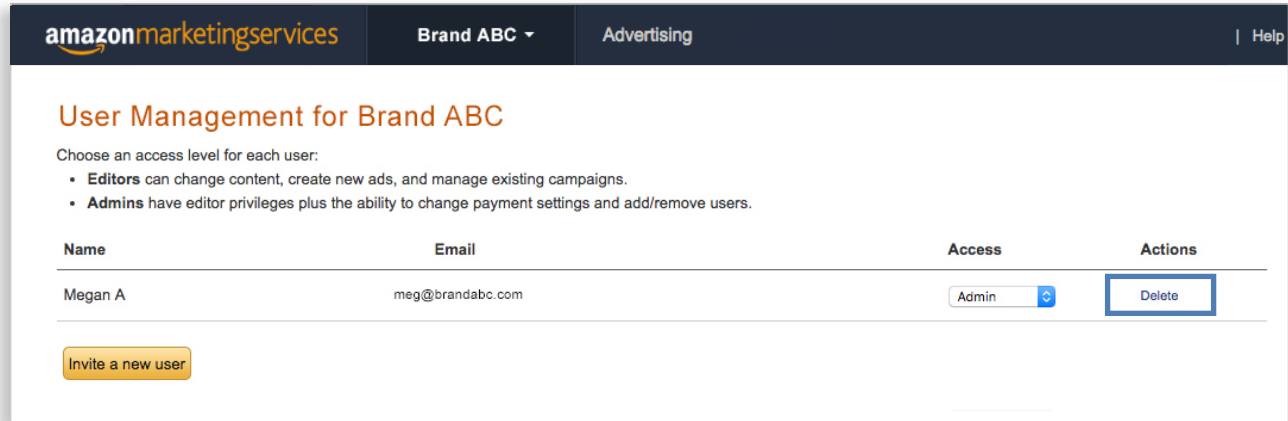 amazonmarketingservices Brand ABC Advertising | Help
User Management for Brand ABC
Choose an access level for each user:
• Editors can change content, create new ads, and manage existing campaigns.
• Admins have editor privileges plus the ability to change payment settings and add/remove users.
Name Email Access Actions
Megan A meg@brandabc.com Admin Delete
Invite a new user